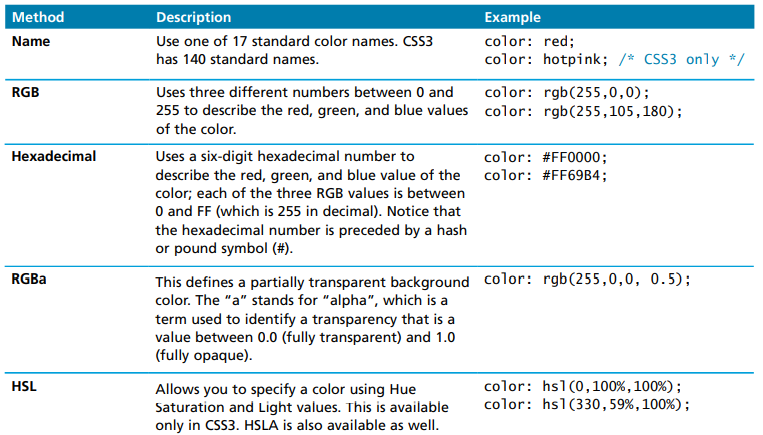 Method Description Example
Name Use one of 17 standard color names. CSS3 color: red;
has 140 standard names. color: hotpink; /* CSS3 only */
RGB Uses three different numbers between 0 and color: rgb(255,0,0);
255 to describe the red, green, and blue values color: rgb(255,105,180);
of the color.
Hexadecimal Uses a six-digit hexadecimal number to color: #FF0000;
describe the red, green, and blue value of the color: #FF69B4;
color; each of the three RGB values is between
0 and FF (which is 255 in decimal). Notice that
the hexadecimal number is preceded by a hash
or pound symbol (#).
RGBa This defines a partially transparent background color: rgb(255,0,0, 0.5);
color. The “a” stands for “alpha”, which is a
term used to identify a transparency that is a
value between 0.0 (fully transparent) and 1.0
(fully opaque).
HSL Allows you to specify a color using Hue color: hsl(0,100%,100%);
Saturation and Light values. This is available color: hsl(330,59%,100%);
only in CSS3. HSLA is also available as well.